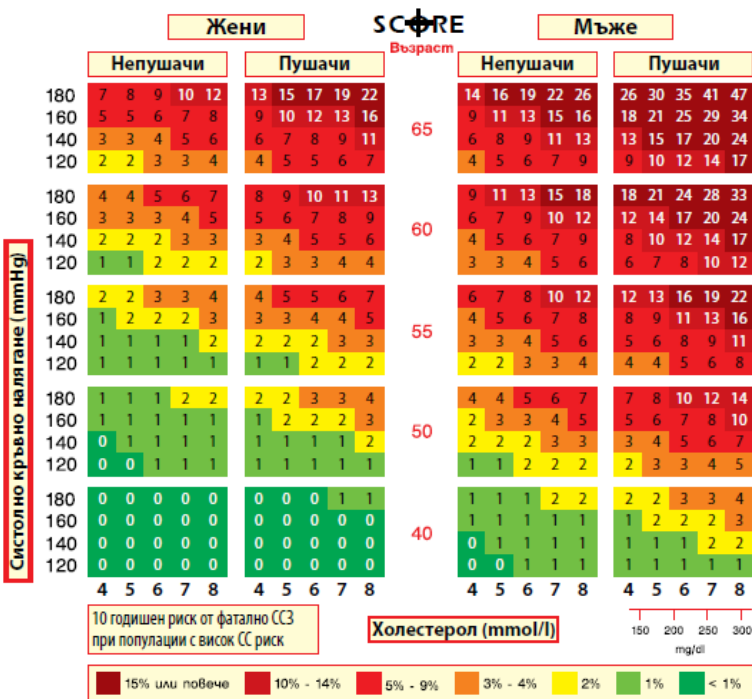 Жени SCORE Мъже
Възраст
Непушачи Пушачи Непушачи Пушачи
Систолно кръвно налягане (mmHg)
180 7 8 9 10 12 13 15 17 19 22 14 16 19 22 26 26 30 35 41 47
160 5 5 6 7 8 9 10 12 13 16 9 11 13 15 16 18 21 25 29 34
65
140 3 3 4 5 6 6 7 8 9 11 6 8 9 11 13 13 15 17 20 24
120 2 2 3 3 4 4 5 5 6 7 4 5 6 7 9 9 10 12 14 17
180 4 4 5 6 7 8 9 10 11 13 9 11 13 15 18 18 21 24 28 33
160 3 3 3 4 5 5 6 7 8 9 6 7 9 10 12 12 14 17 20 24
60
140 2 2 2 3 3 3 4 5 5 6 4 5 6 7 9 8 10 12 14 17
120 1 1 2 2 2 2 3 3 4 4 3 3 4 5 6 6 7 8 10 12
180 2 2 3 3 4 4 5 5 6 7 6 7 8 10 12 12 13 16 19 22
160 1 2 2 2 3 3 3 4 4 5 4 5 6 7 8 8 9 11 13 16
55
140 1 1 1 1 2 2 2 2 3 3 3 3 4 5 6 5 6 8 9 11
120 1 1 1 1 1 1 1 2 2 2 2 2 3 3 4 4 4 5 6 8
180 1 1 1 2 2 2 2 3 3 4 4 4 5 6 7 7 8 10 12 14
160 1 1 1 1 1 1 2 2 2 3 2 3 3 4 5 5 6 7 8 10
50
140 0 1 1 1 1 1 1 1 1 2 2 2 2 3 3 3 4 5 6 7
120 0 0 1 1 1 1 1 1 1 1 1 1 2 2 2 2 3 3 4 5
180 0 0 0 0 0 0 0 0 1 1 1 1 1 2 2 2 2 3 3 4
160 0 0 0 0 0 0 0 0 0 0 1 1 1 1 1 1 2 2 2 3
40
140 0 0 0 0 0 0 0 0 0 0 0 1 1 1 1 1 1 1 2 2
120 0 0 0 0 0 0 0 0 0 0 0 0 1 1 1 1 1 1 1 1
4 5 6 7 8 4 5 6 7 8 4 5 6 7 8 4 5 6 7 8
10 годишен риск от фатално ССЗ
при популации с висок СС риск
Холестерол (mmol/l)
150 200 250 300
mg/dl
15% или повече 10% - 14% 5% - 9% 3% - 4% 2% 1% < 1%